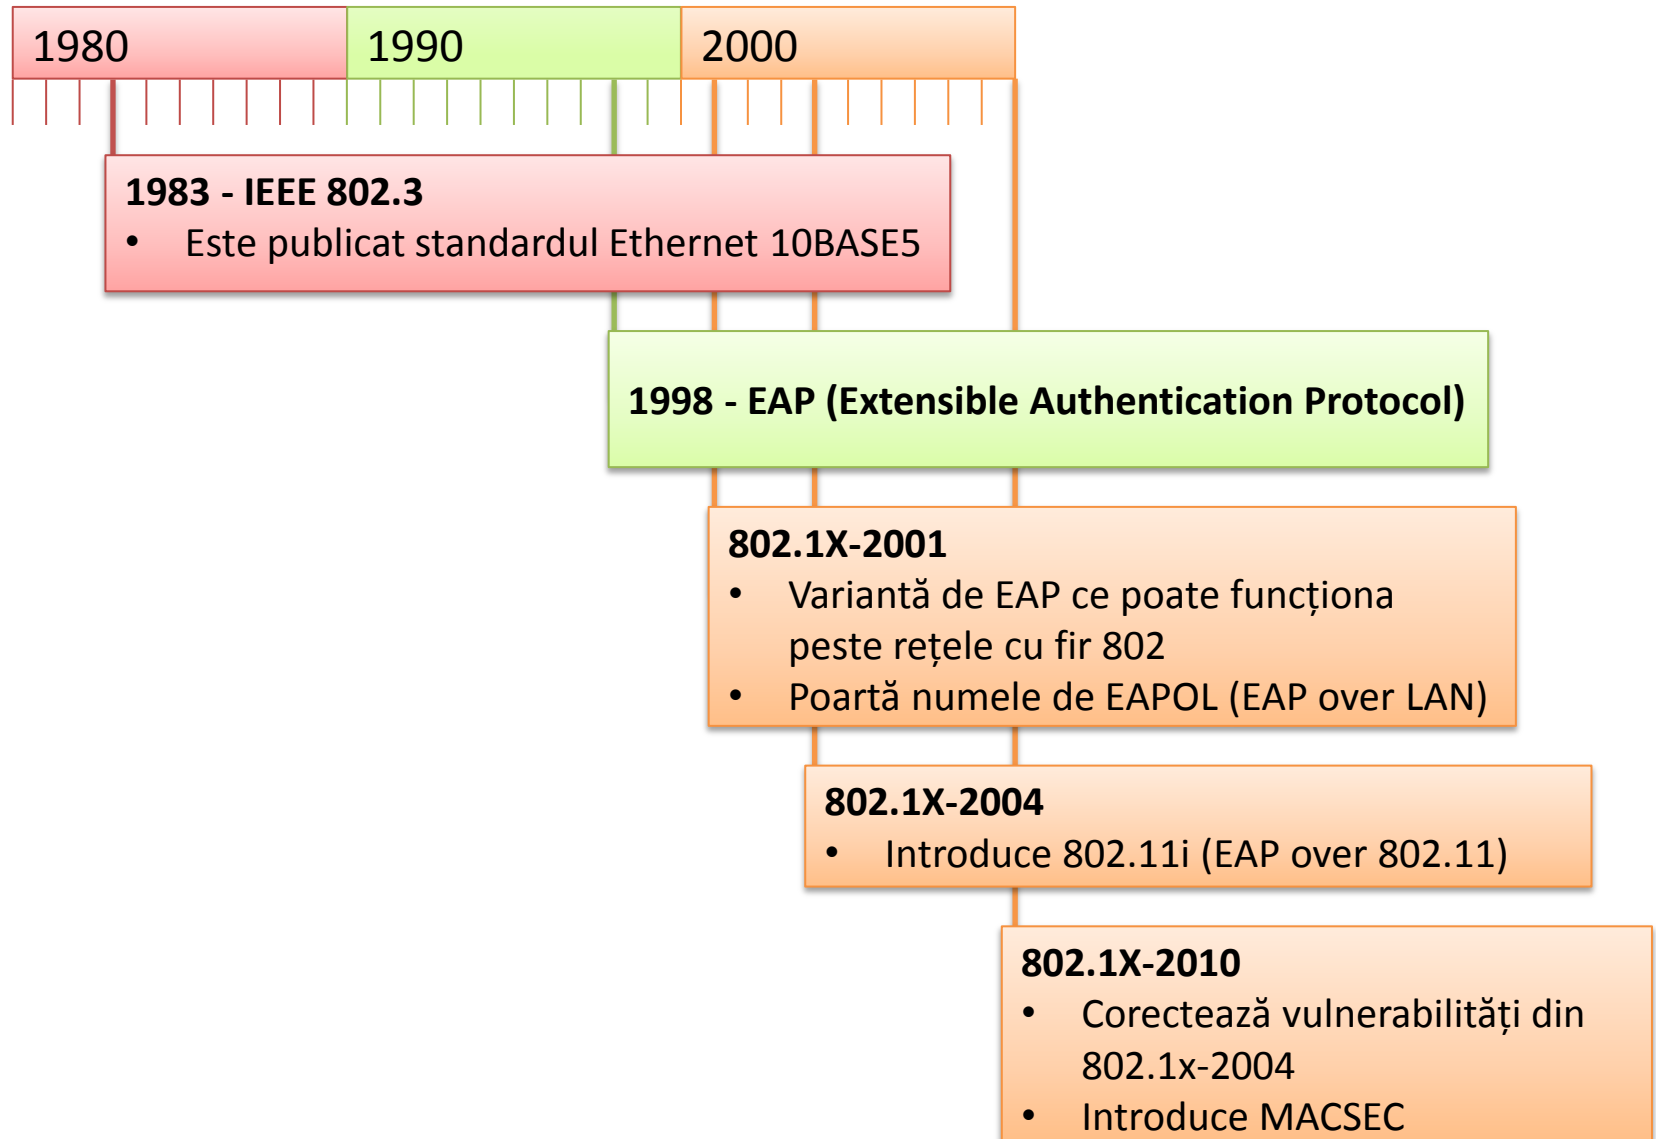 1980
1990
2000
1983 - IEEE 802.3
• Este publicat standardul Ethernet 10BASE5
1998 - EAP (Extensible Authentication Protocol)
802.1X-2001
• Variantă de EAP ce poate funcționa
peste rețele cu fir 802
• Poartă numele de EAPOL (EAP over LAN)
802.1X-2004
• Introduce 802.11i (EAP over 802.11)
802.1X-2010
• Corectează vulnerabilități din
802.1x-2004
• Introduce MACSEC